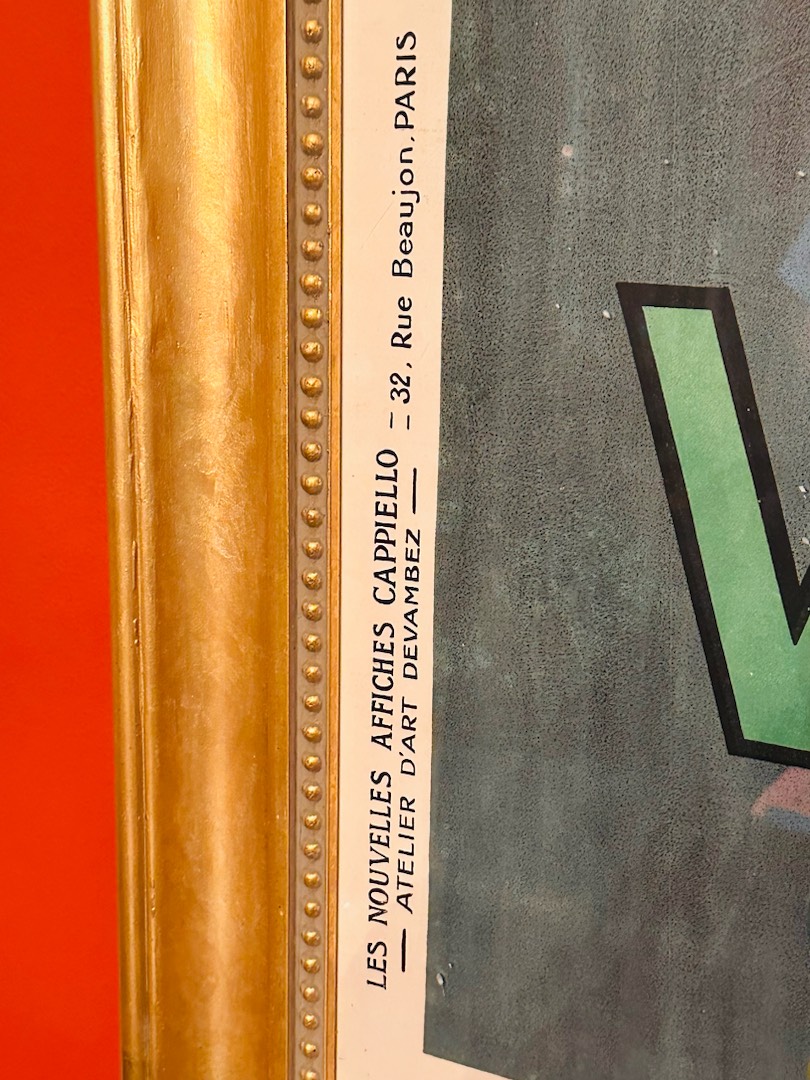 LES NOUVELLES AFFICHES CAPPIELLO – – 32, Rue Beaujon, PARIS
— ATELIER D'ART DEVAMBEZ —